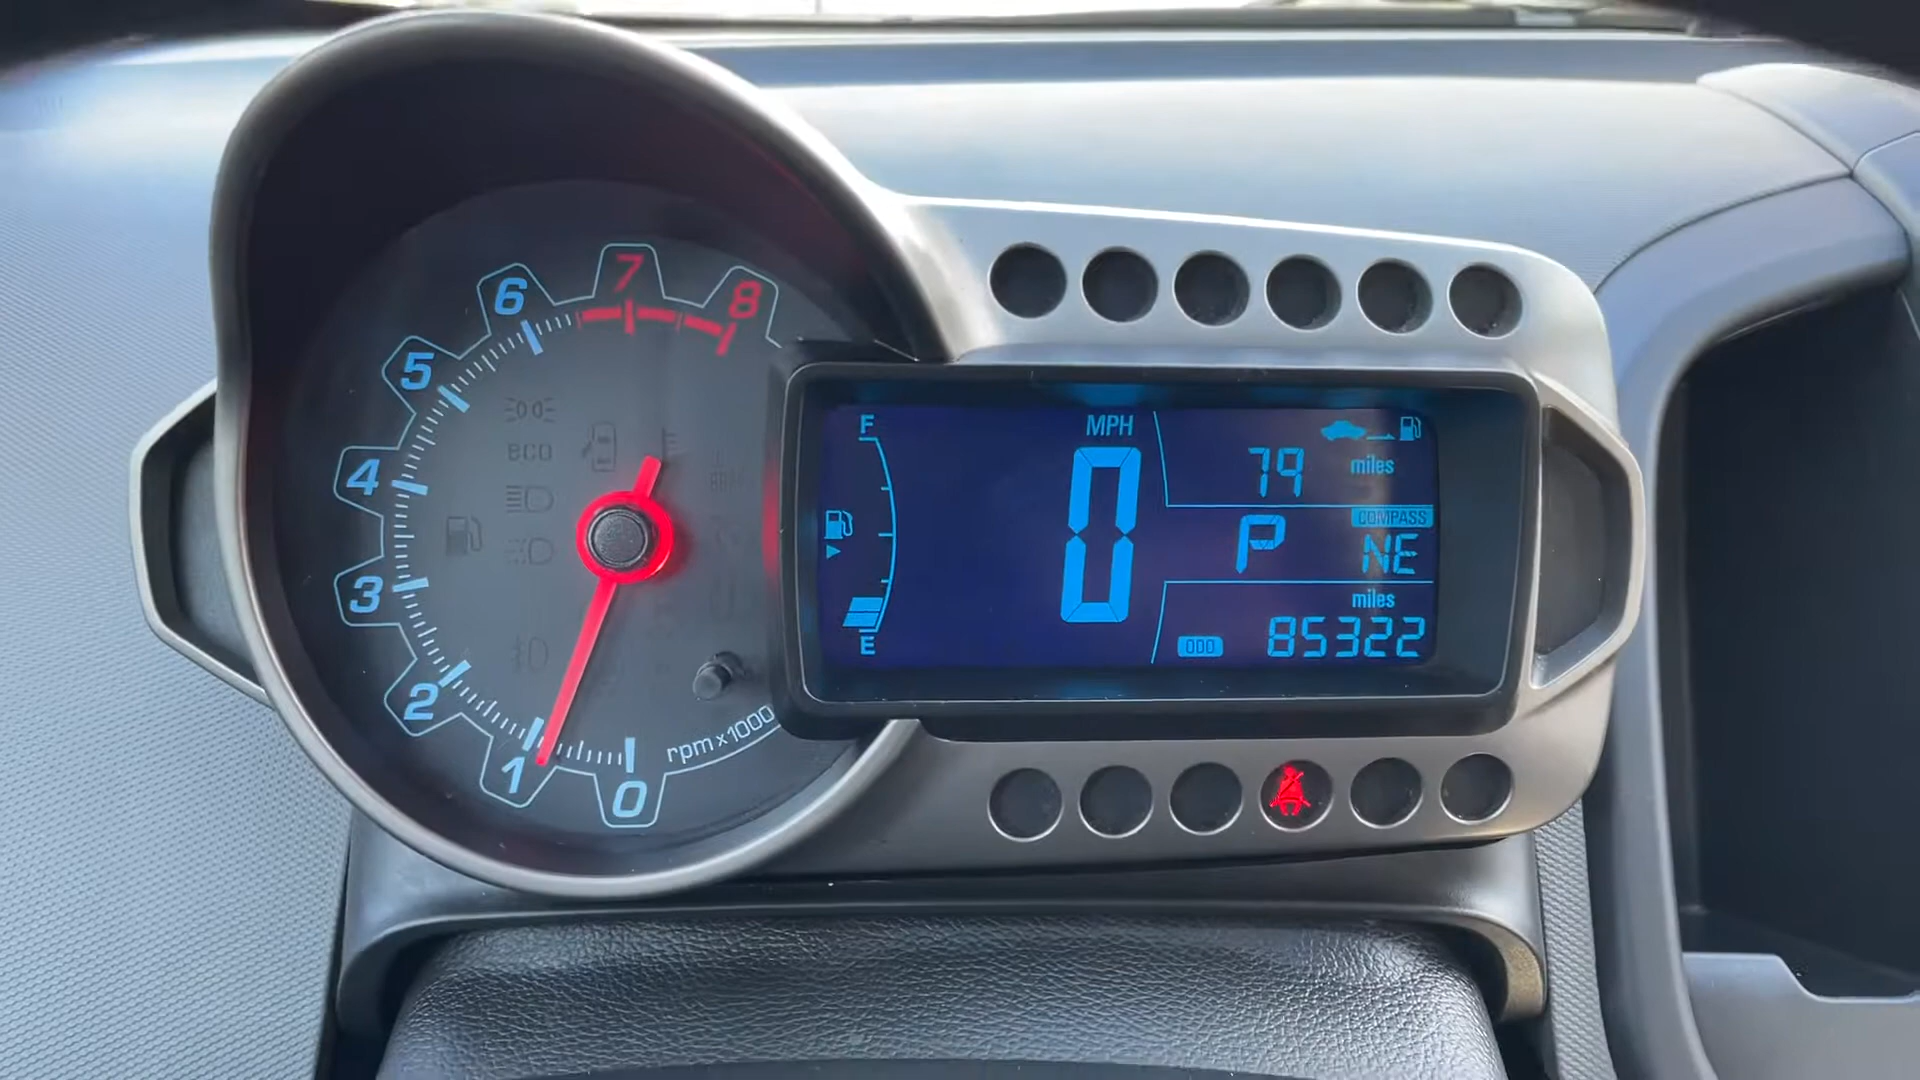 7
6
8
5
4
3
2
1
0
rpm x1000
ECO
F
E
MPH
0
79 miles
P
COMPASS
NE
miles
ODO 85322